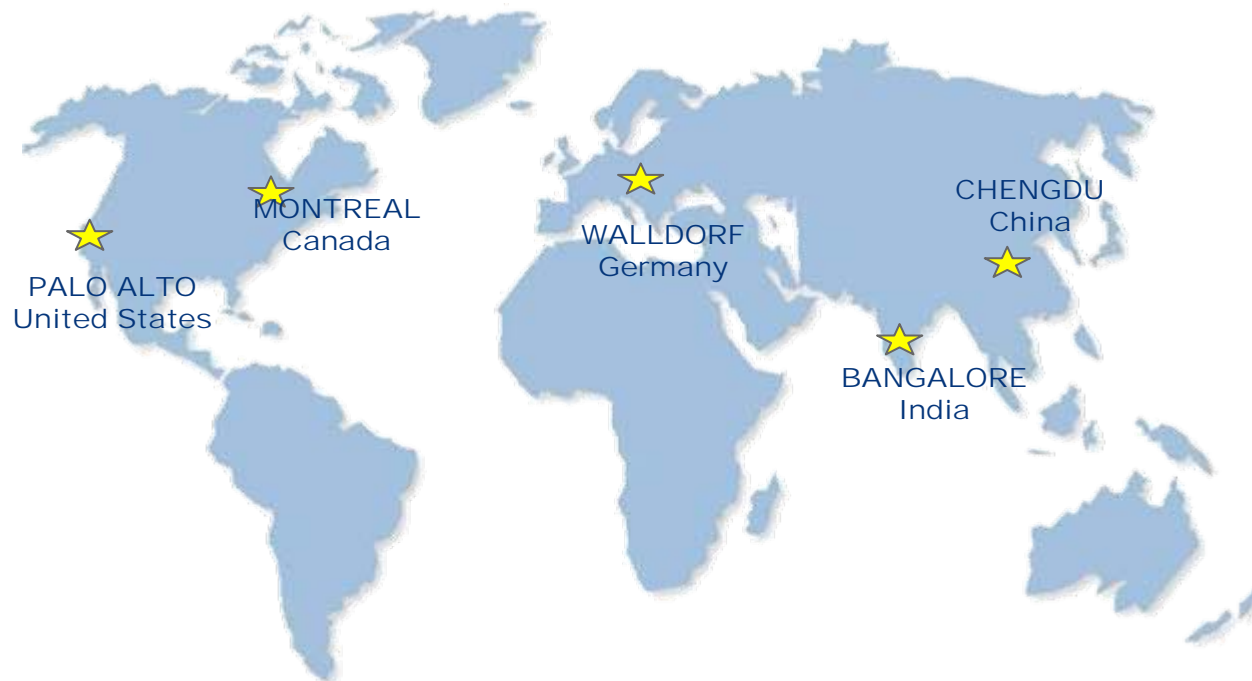 MONTREAL
Canada
PALO ALTO
United States
WALLDORF
Germany
CHENGDU
China
BANGALORE
India